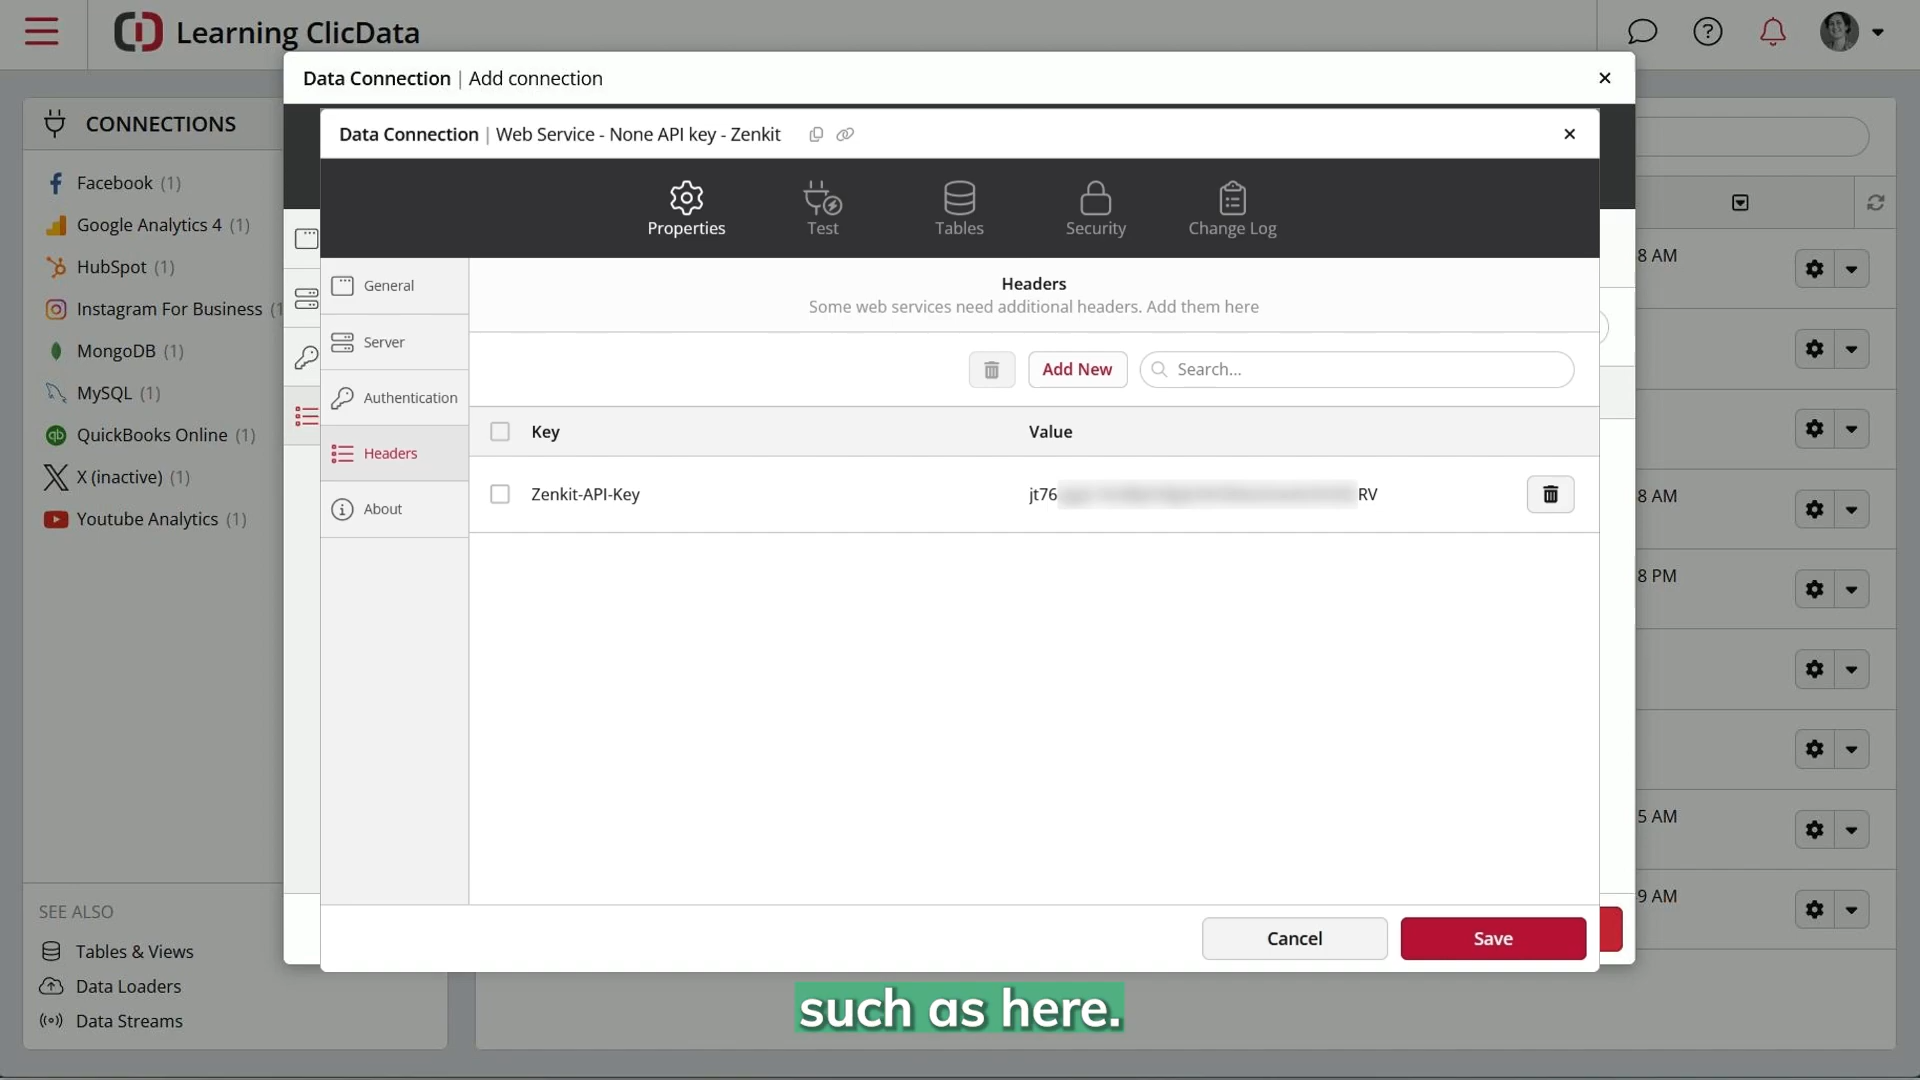 Learning ClicData
Data Connection | Add connection
CONNECTIONS
Data Connection | Web Service - None API key - Zenkit
Facebook (1)
Google Analytics 4 (1)
HubSpot (1)
Instagram For Business (1
MongoDB (1)
MySQL (1)
QuickBooks Online (1)
X (inactive) (1)
Youtube Analytics (1)
Properties
Test
Tables
Security
Change Log
General
Server
Authentication
Headers
About
Headers
Some web services need additional headers. Add them here
Add New
Search...
Key
Value
Zenkit-API-Key
jt76
RV
8 AM
8 AM
8 PM
5 AM
9 AM
SEE ALSO
Tables & Views
Data Loaders
Data Streams
Cancel
Save
such as here.